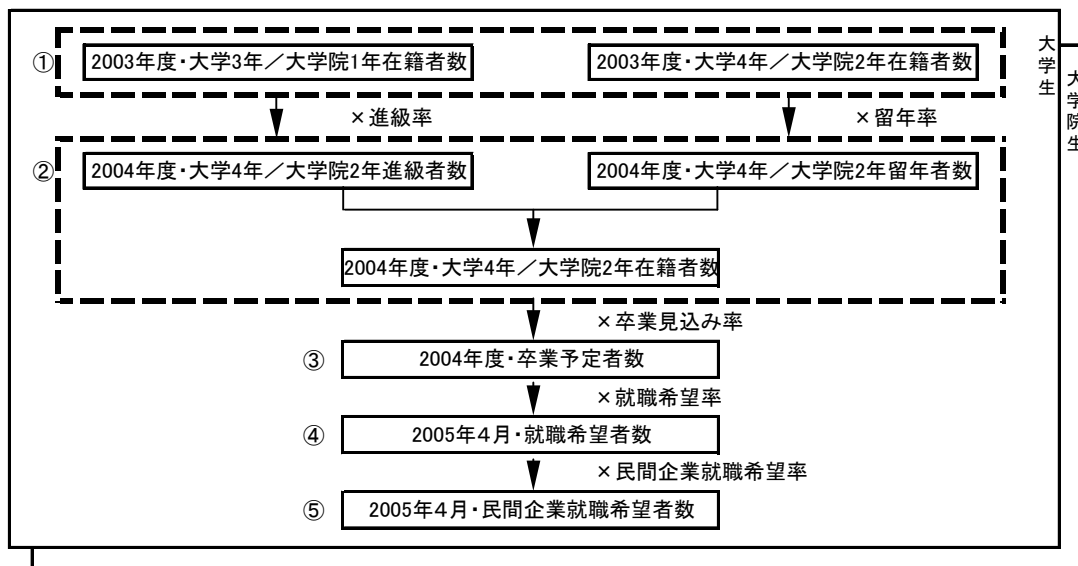 大学生
大学院生
①
2003年度・大学3年／大学院1年在籍者数
2003年度・大学4年／大学院2年在籍者数
×進級率
×留年率
②
2004年度・大学4年／大学院2年進級者数
2004年度・大学4年／大学院2年留年者数
2004年度・大学4年／大学院2年在籍者数
×卒業見込み率
③
2004年度・卒業予定者数
×就職希望率
④
2005年４月・就職希望者数
×民間企業就職希望率
⑤
2005年４月・民間企業就職希望者数